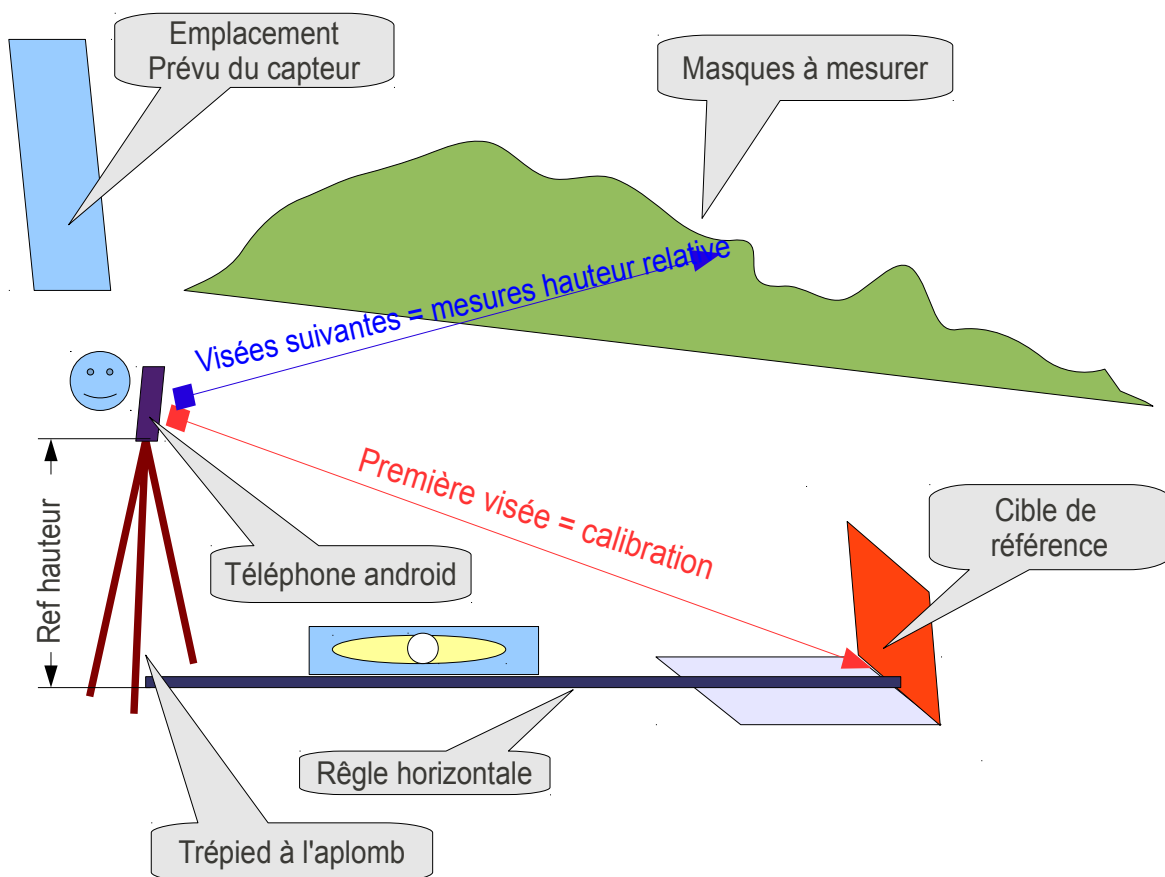 Emplacement
Prévu du capteur
Masques à mesurer
Visées suivantes = mesures hauteur relative
Première visée = calibration
Cible de
référence
Ref hauteur
Téléphone android
Rêgle horizontale
Trépied à l'aplomb